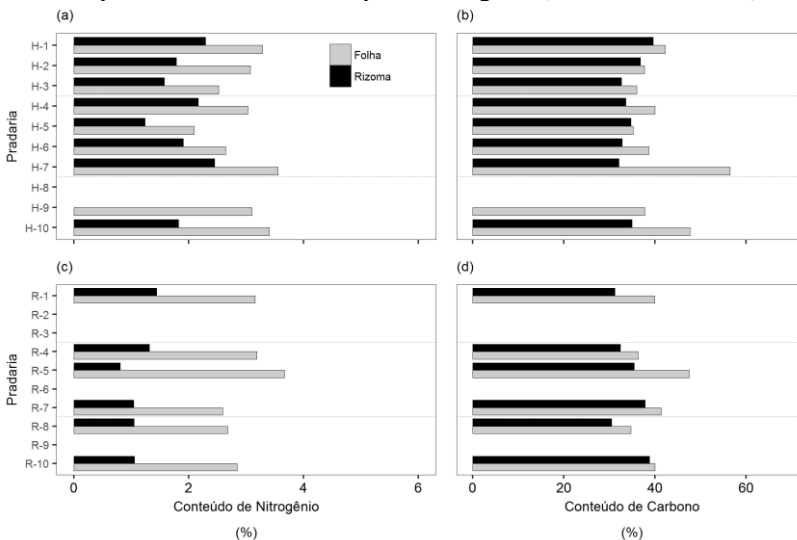 (a)
(b)
H-1
H-2
H-3
H-4
H-5
H-6
H-7
H-8
H-9
H-10
Pradaria
Folha
Rizoma
(c)
(d)
R-1
R-2
R-3
R-4
R-5
R-6
R-7
R-8
R-9
R-10
Pradaria
0 2 4 6
0 20 40 60
Conteúdo de Nitrogênio
Conteúdo de Carbono
(%)
(%)